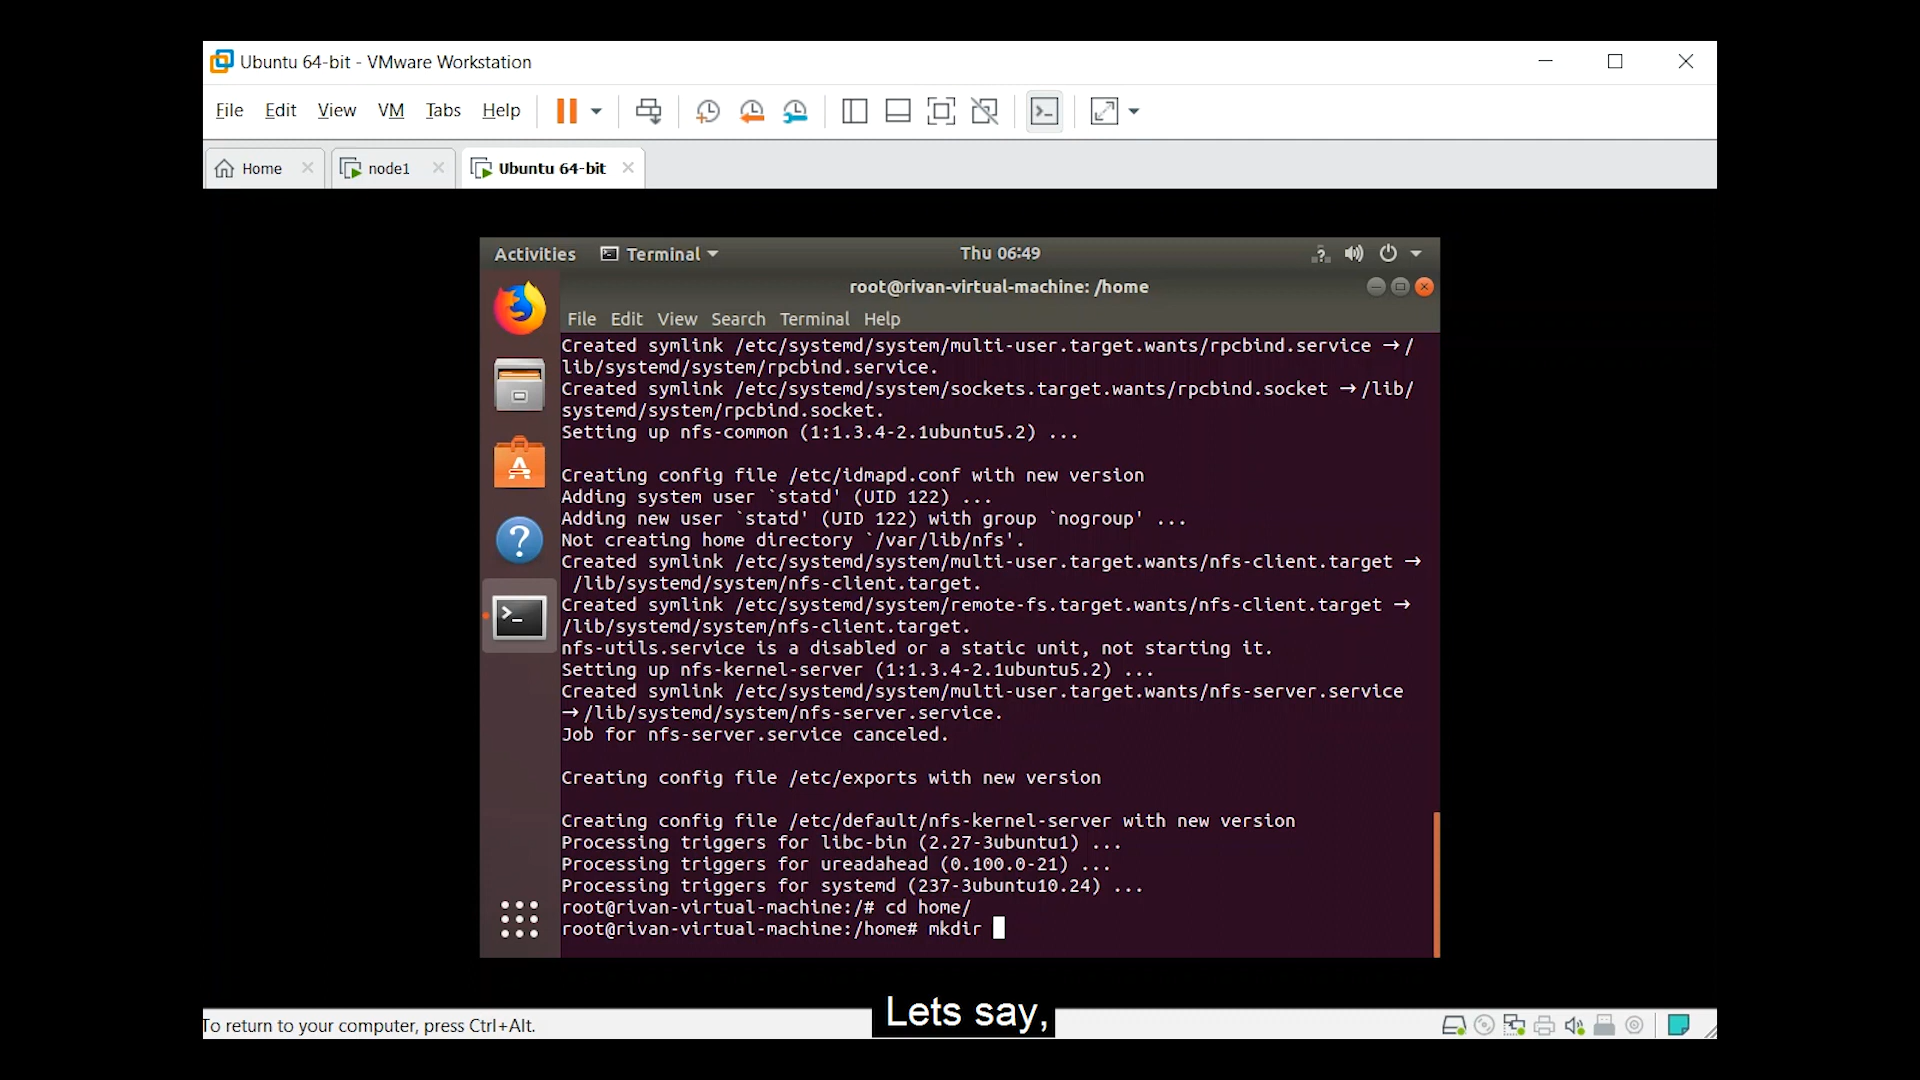 Ubuntu 64-bit - VMware Workstation
File Edit View VM Tabs Help
Home node1 Ubuntu 64-bit
Activities Terminal Thu 06:49
root@rivan-virtual-machine: /home
File Edit View Search Terminal Help
Created symlink /etc/systemd/system/multi-user.target.wants/rpcbind.service → /
lib/systemd/system/rpcbind.service.
Created symlink /etc/systemd/system/sockets.target.wants/rpcbind.socket → /lib/
systemd/system/rpcbind.socket.
Setting up nfs-common (1:1.3.4-2.1ubuntu5.2) ...
Creating config file /etc/idmapd.conf with new version
Adding system user `statd' (UID 122) ...
Adding new user `statd' (UID 122) with group `nogroup' ...
Not creating home directory `/var/lib/nfs'.
Created symlink /etc/systemd/system/multi-user.target.wants/nfs-client.target →
/lib/systemd/system/nfs-client.target.
Created symlink /etc/systemd/system/remote-fs.target.wants/nfs-client.target →
/lib/systemd/system/nfs-client.target.
nfs-utils.service is a disabled or a static unit, not starting it.
Setting up nfs-kernel-server (1:1.3.4-2.1ubuntu5.2) ...
Created symlink /etc/systemd/system/multi-user.target.wants/nfs-server.service
→ /lib/systemd/system/nfs-server.service.
Job for nfs-server.service canceled.
Creating config file /etc/exports with new version
Creating config file /etc/default/nfs-kernel-server with new version
Processing triggers for libc-bin (2.27-3ubuntu1) ...
Processing triggers for ureadahead (0.100.0-21) ...
Processing triggers for systemd (237-3ubuntu10.24) ...
root@rivan-virtual-machine:/# cd home/
root@rivan-virtual-machine:/home# mkdir
Lets say,
To return to your computer, press Ctrl+Alt.